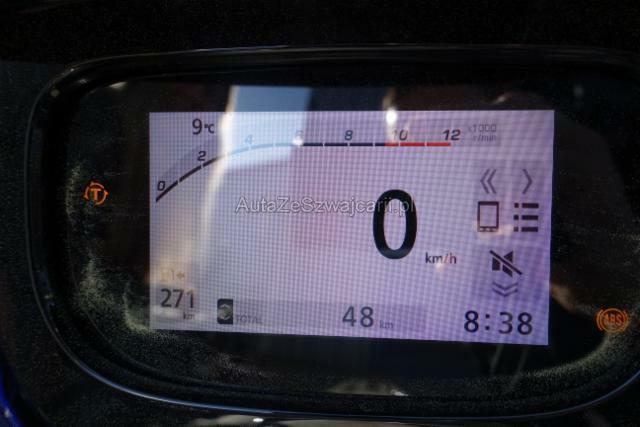 9°C
0 2 4 6 8 10 12 x1000 r/min
T
AutaZeSzwajcarii.pl
0 km/h
271 km
TOTAL 48 km
8:38
ABS